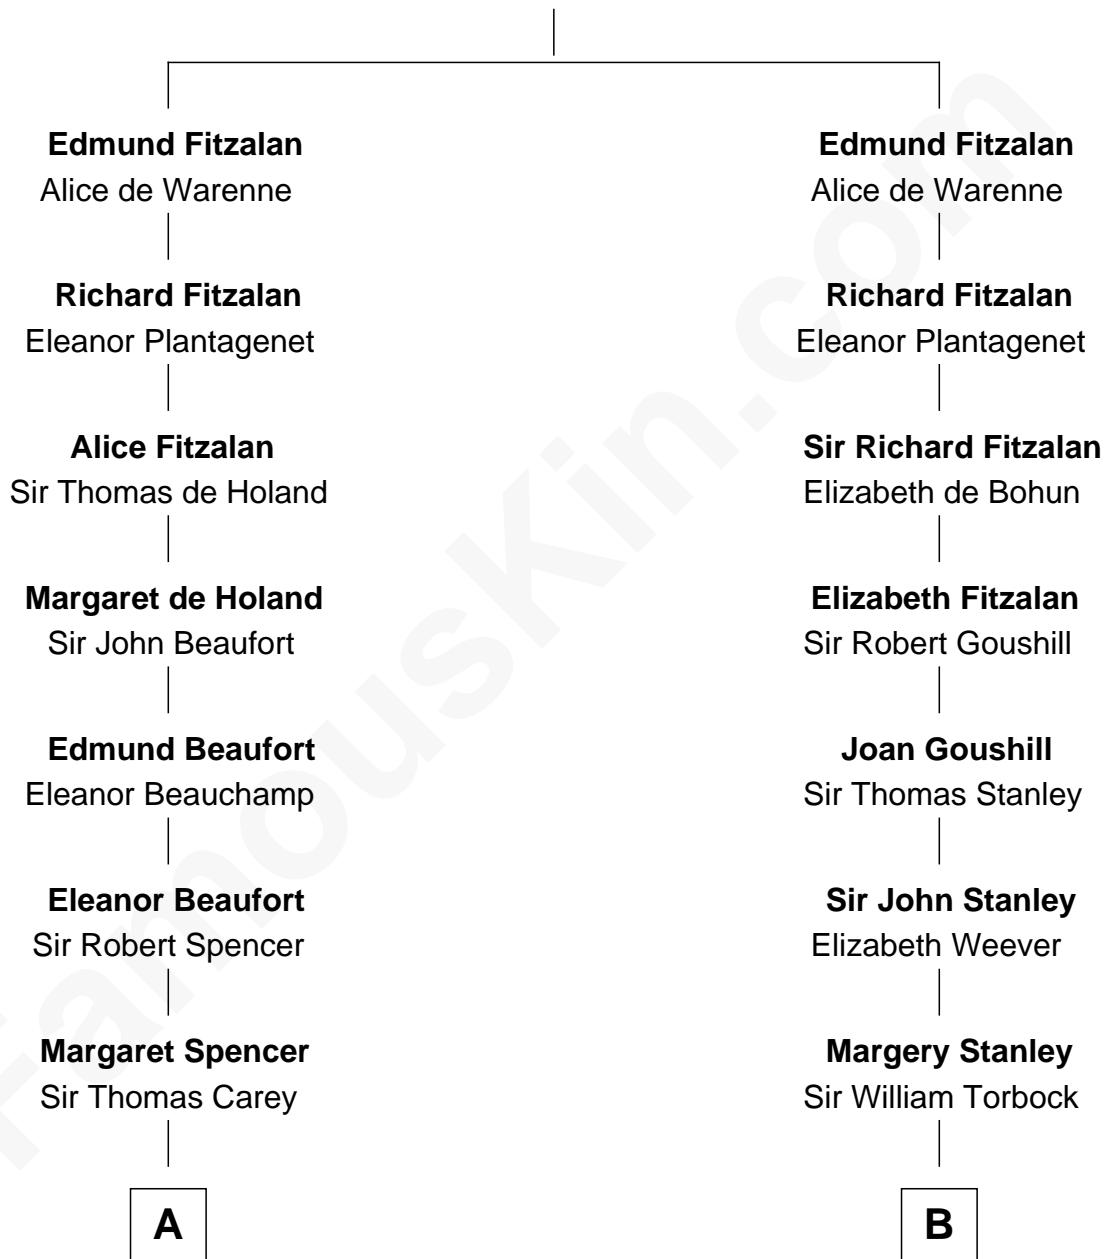 Edmund Fitzalan
Alice de Warenne
Richard Fitzalan
Eleanor Plantagenet
Alice Fitzalan
Sir Thomas de Holand
Margaret de Holand
Sir John Beaufort
Edmund Beaufort
Eleanor Beauchamp
Eleanor Beaufort
Sir Robert Spencer
Margaret Spencer
Sir Thomas Carey
A
Edmund Fitzalan
Alice de Warenne
Richard Fitzalan
Eleanor Plantagenet
Sir Richard Fitzalan
Elizabeth de Bohun
Elizabeth Fitzalan
Sir Robert Goushill
Joan Goushill
Sir Thomas Stanley
Sir John Stanley
Elizabeth Weever
Margery Stanley
Sir William Torbock
B
FamousKin.com